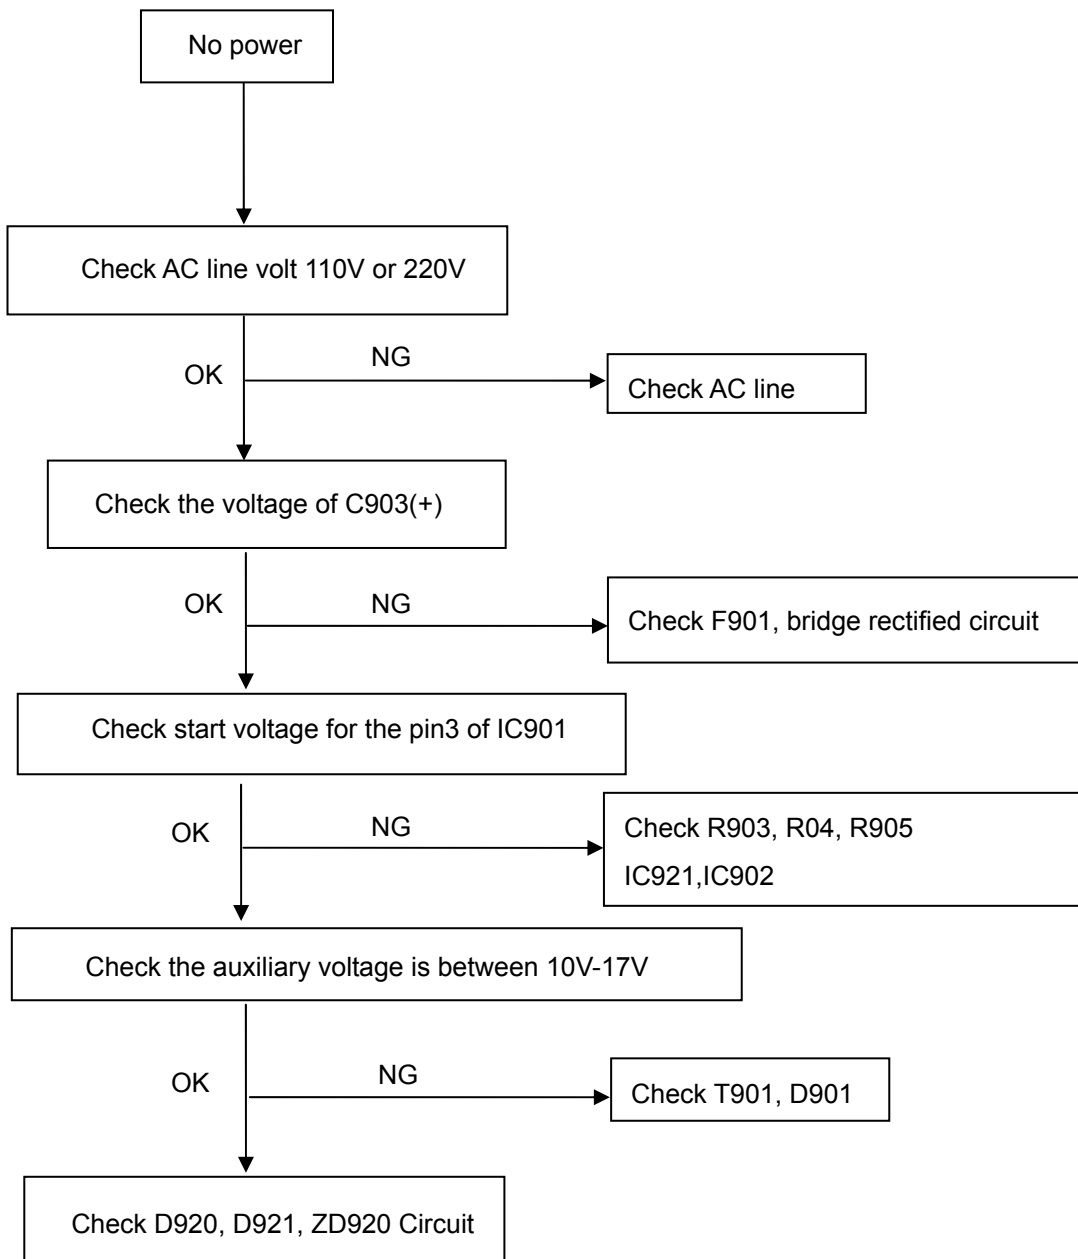 No power
Check AC line volt 110V or 220V
OK
NG
Check AC line
Check the voltage of C903(+)
OK
NG
Check F901, bridge rectified circuit
Check start voltage for the pin3 of IC901
OK
NG
Check R903, R04, R905
IC921,IC902
Check the auxiliary voltage is between 10V-17V
OK
NG
Check T901, D901
Check D920, D921, ZD920 Circuit